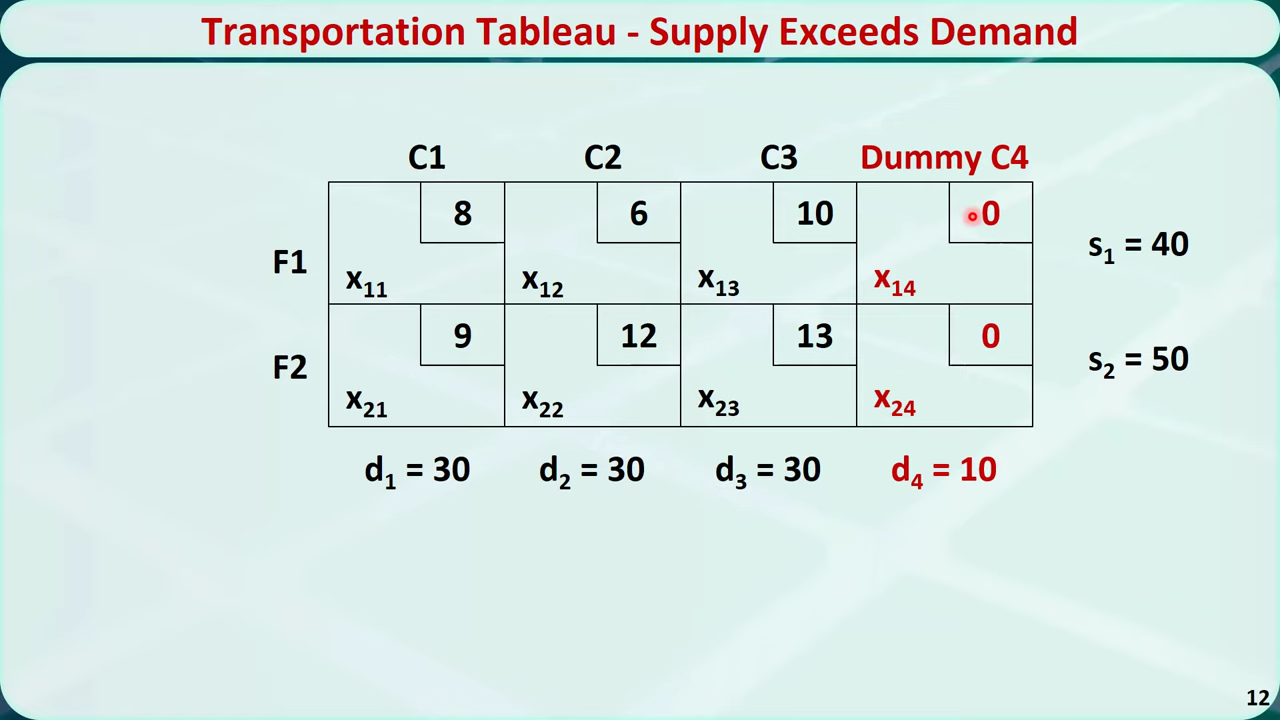 Transportation Tableau - Supply Exceeds Demand
C1 C2 C3 Dummy C4
8 6 10 0
F1 x11 x12 x13 x14 s1 = 40
9 12 13 0
F2 x21 x22 x23 x24 s2 = 50
d1 = 30 d2 = 30 d3 = 30 d4 = 10
12